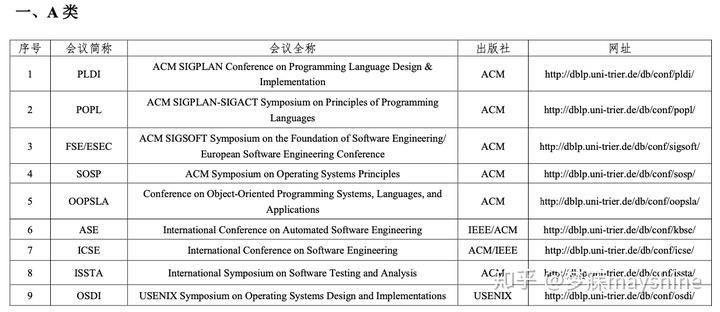 一、A 类
序号 会议简称 会议全称 出版社 网址
1 PLDI ACM SIGPLAN Conference on Programming Language Design &
Implementation ACM http://dblp.uni-trier.de/db/conf/pldi/
2 POPL ACM SIGPLAN-SIGACT Symposium on Principles of Programming
Languages ACM http://dblp.uni-trier.de/db/conf/popl/
3 FSE/ESEC ACM SIGSOFT Symposium on the Foundation of Software Engineering/
European Software Engineering Conference ACM http://dblp.uni-trier.de/db/conf/sigsoft/
4 SOSP ACM Symposium on Operating Systems Principles ACM http://dblp.uni-trier.de/db/conf/sosp/
5 OOPSLA Conference on Object-Oriented Programming Systems, Languages, and
Applications ACM http://dblp.uni-trier.de/db/conf/oopsla/
6 ASE International Conference on Automated Software Engineering IEEE/ACM http://dblp.uni-trier.de/db/conf/kbse/
7 ICSE International Conference on Software Engineering ACM/IEEE http://dblp.uni-trier.de/db/conf/icse/
8 ISSTA International Symposium on Software Testing and Analysis ACM http://dblp.uni-trier.de/db/conf/issta/
9 OSDI USENIX Symposium on Operating Systems Design and Implementations USENIX http://dblp.uni-trier.de/db/conf/osdi/
知乎 @梦寐mayshine